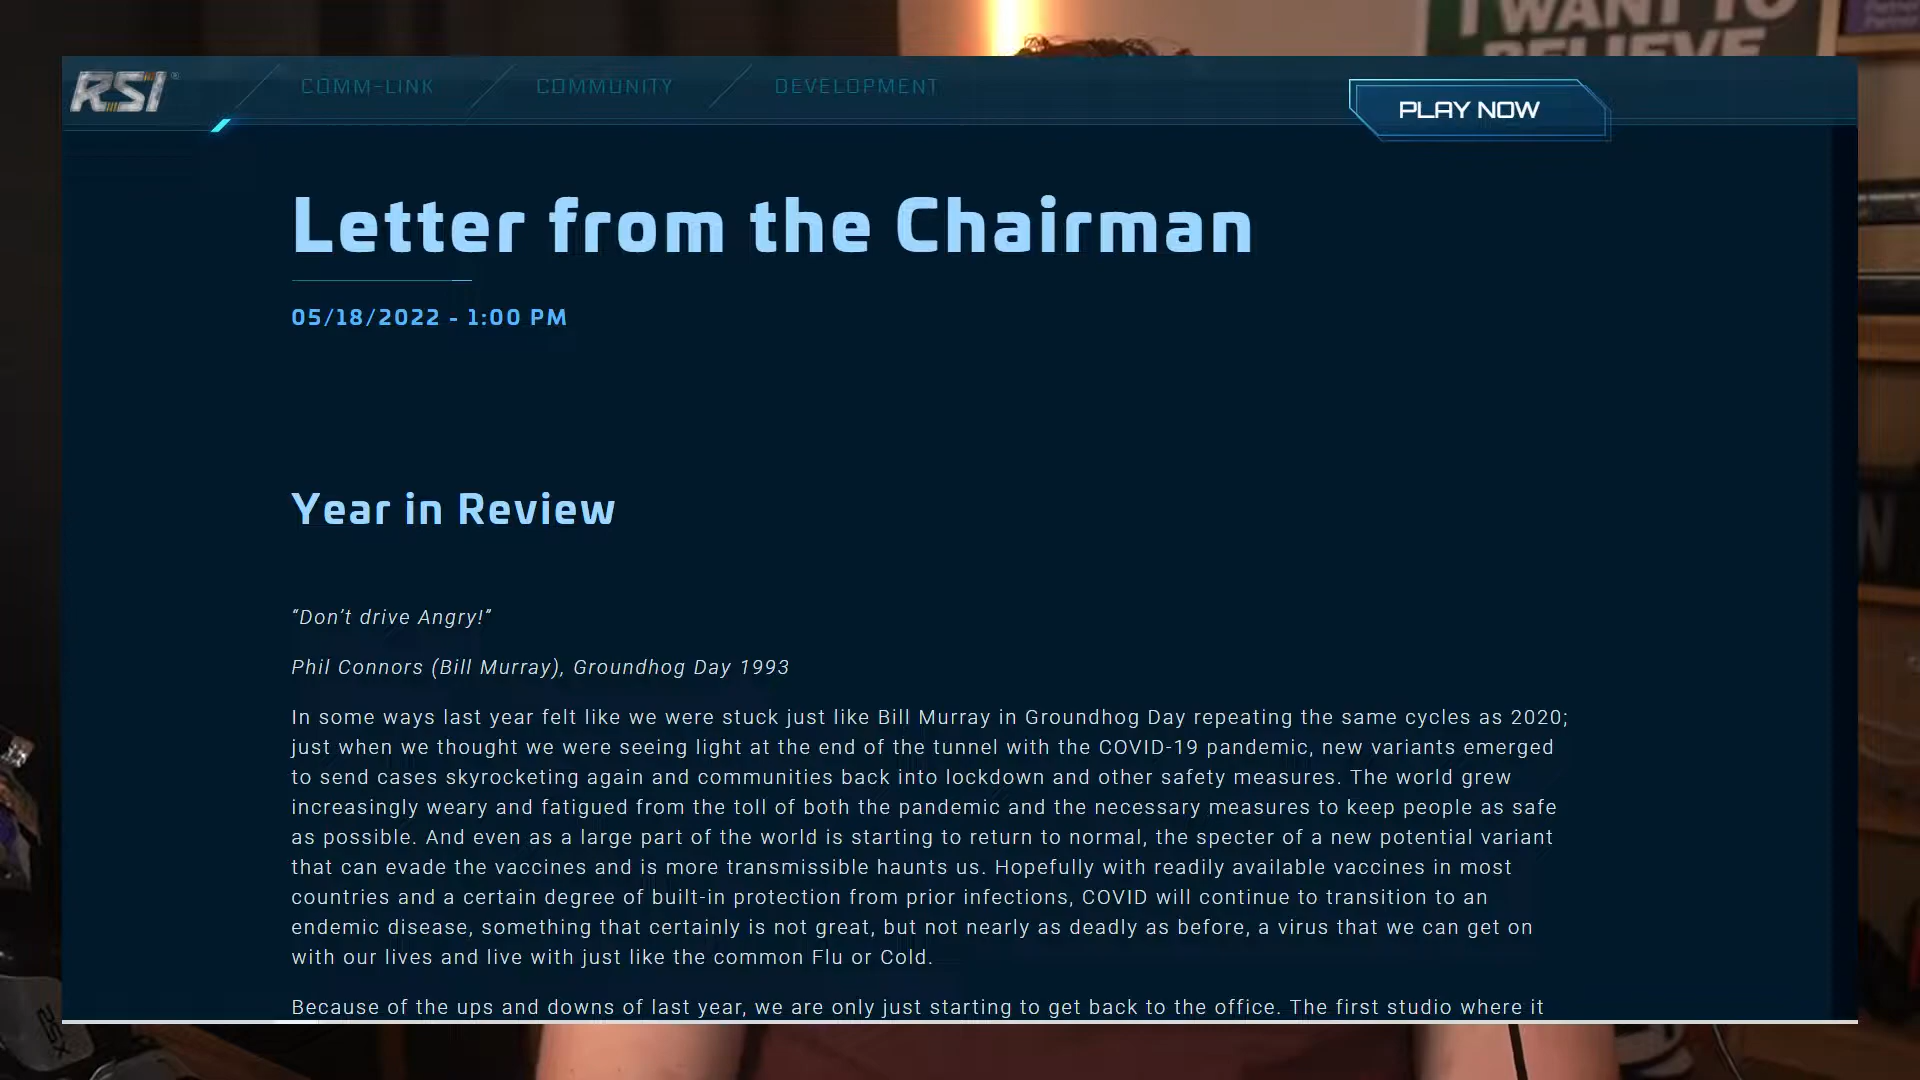 I WANT TO
BELIEVE
RSI
COMM-LINK
COMMUNITY
DEVELOPMENT
PLAY NOW
Letter from the Chairman
05/18/2022 - 1:00 PM
Year in Review
“Don’t drive Angry!”
Phil Connors (Bill Murray), Groundhog Day 1993
In some ways last year felt like we were stuck just like Bill Murray in Groundhog Day repeating the same cycles as 2020;
just when we thought we were seeing light at the end of the tunnel with the COVID-19 pandemic, new variants emerged
to send cases skyrocketing again and communities back into lockdown and other safety measures. The world grew
increasingly weary and fatigued from the toll of both the pandemic and the necessary measures to keep people as safe
as possible. And even as a large part of the world is starting to return to normal, the specter of a new potential variant
that can evade the vaccines and is more transmissible haunts us. Hopefully with readily available vaccines in most
countries and a certain degree of built-in protection from prior infections, COVID will continue to transition to an
endemic disease, something that certainly is not great, but not nearly as deadly as before, a virus that we can get on
with our lives and live with just like the common Flu or Cold.
Because of the ups and downs of last year, we are only just starting to get back to the office. The first studio where it